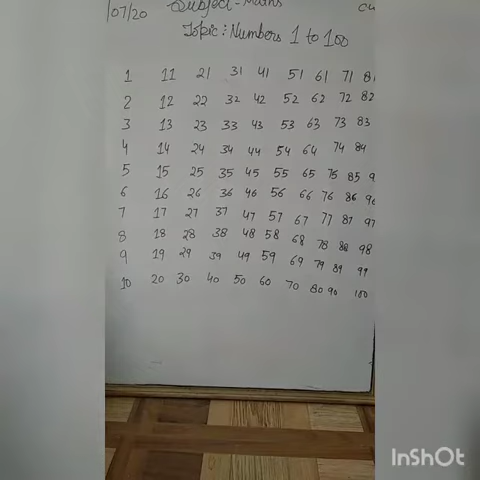 /07/20 Subject - Maths
Topic : Numbers 1 to 100
1 11 21 31 41 51 61 71 81
2 12 22 32 42 52 62 72 82
3 13 23 33 43 53 63 73 83
4 14 24 34 44 54 64 74 84
5 15 25 35 45 55 65 75 85 9
6 16 26 36 46 56 66 76 86 96
7 17 27 37 47 57 67 77 87 97
8 18 28 38 48 58 68 78 88 98
9 19 29 39 49 59 69 79 89 99
10 20 30 40 50 60 70 80 90 100
InShOt